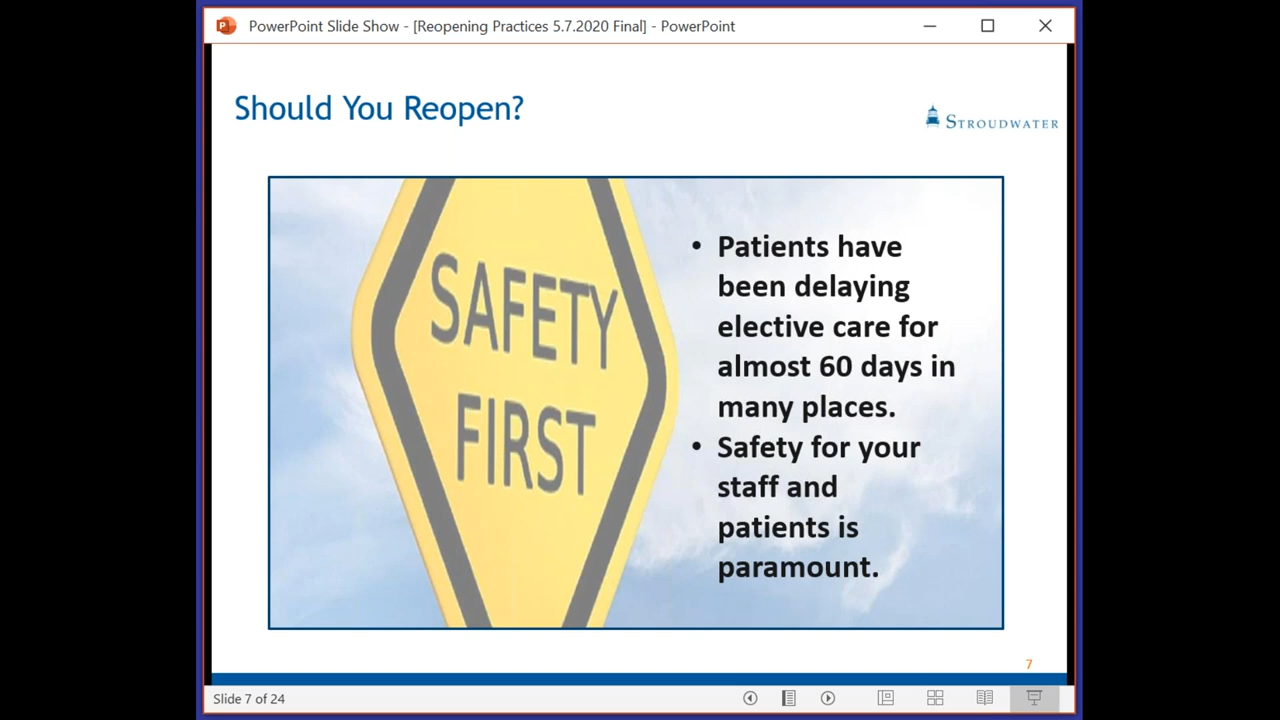 PowerPoint Slide Show - [Reopening Practices 5.7.2020 Final] - PowerPoint
Should You Reopen?
STROUDWATER
SAFETY
FIRST
• Patients have
been delaying
elective care for
almost 60 days in
many places.
• Safety for your
staff and
patients is
paramount.
7
Slide 7 of 24